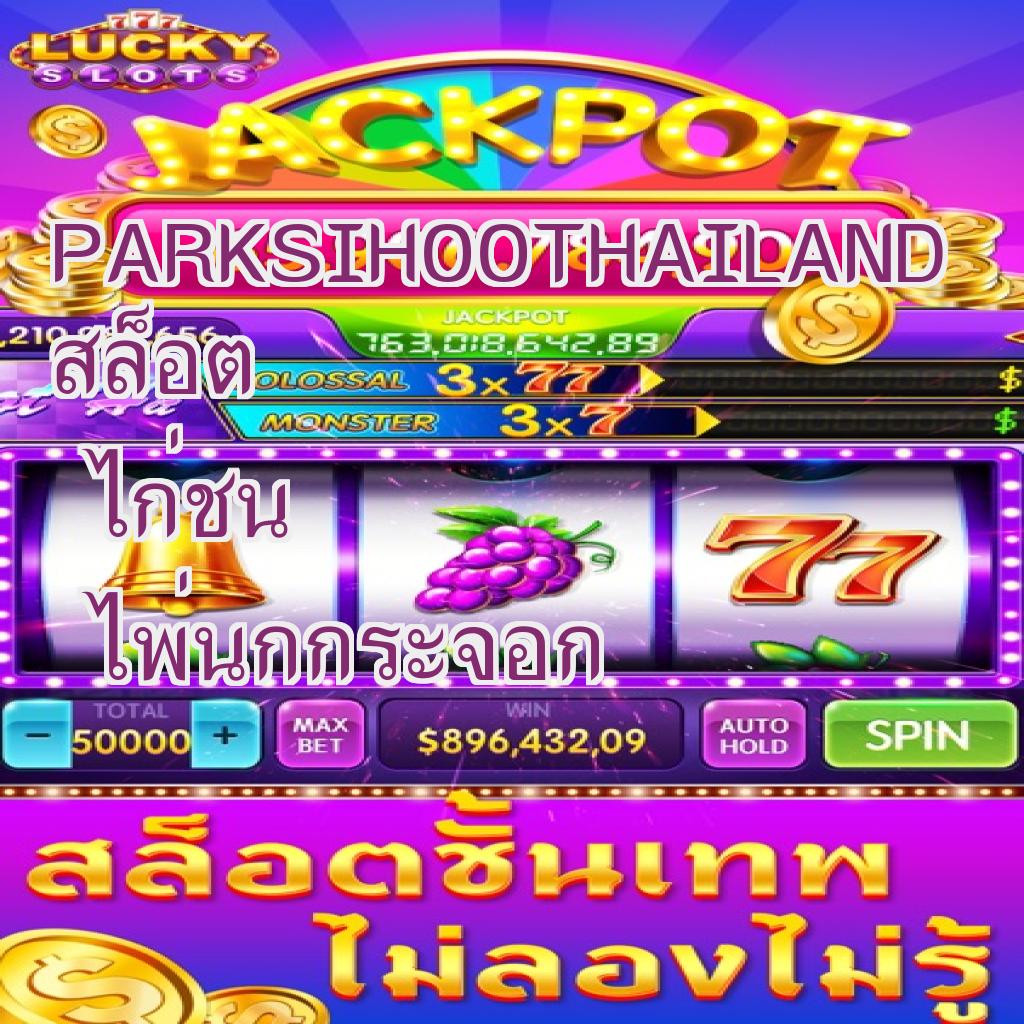 777
LUCKY
SLOTS
JACKPOT
PARKSIHOOTHAILAND
JACKPOT
763,018,642,89
สล็อต
COLOSSAL 3x77 $
MONSTER 3x7 $
ไก่ชน
77
ไพ่นกกระจอก
TOTAL
- 50000 +
MAX BET
WIN
$896,432,09
AUTO HOLD
SPIN
สล็อตชั้นเทพ
ไม่ลองไม่รู้